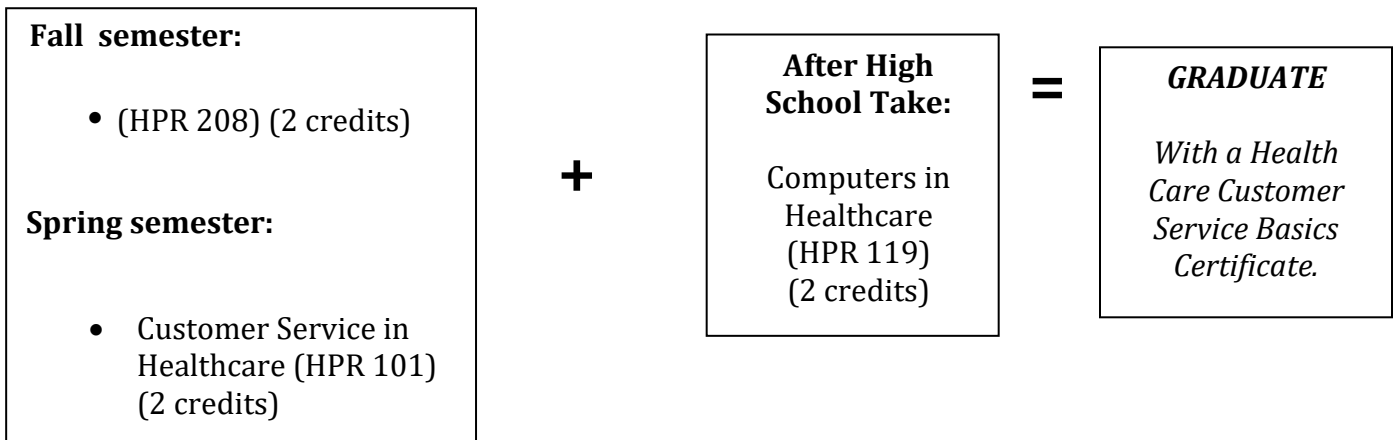 Fall semester:
• (HPR 208) (2 credits)
Spring semester:
• Customer Service in
Healthcare (HPR 101)
(2 credits)
+
After High
School Take:
Computers in
Healthcare
(HPR 119)
(2 credits)
=
GRADUATE
With a Health
Care Customer
Service Basics
Certificate.